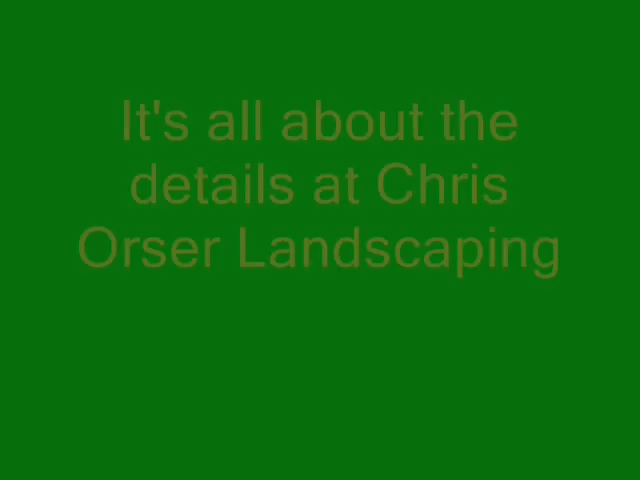 It's all about the
details at Chris
Orser Landscaping